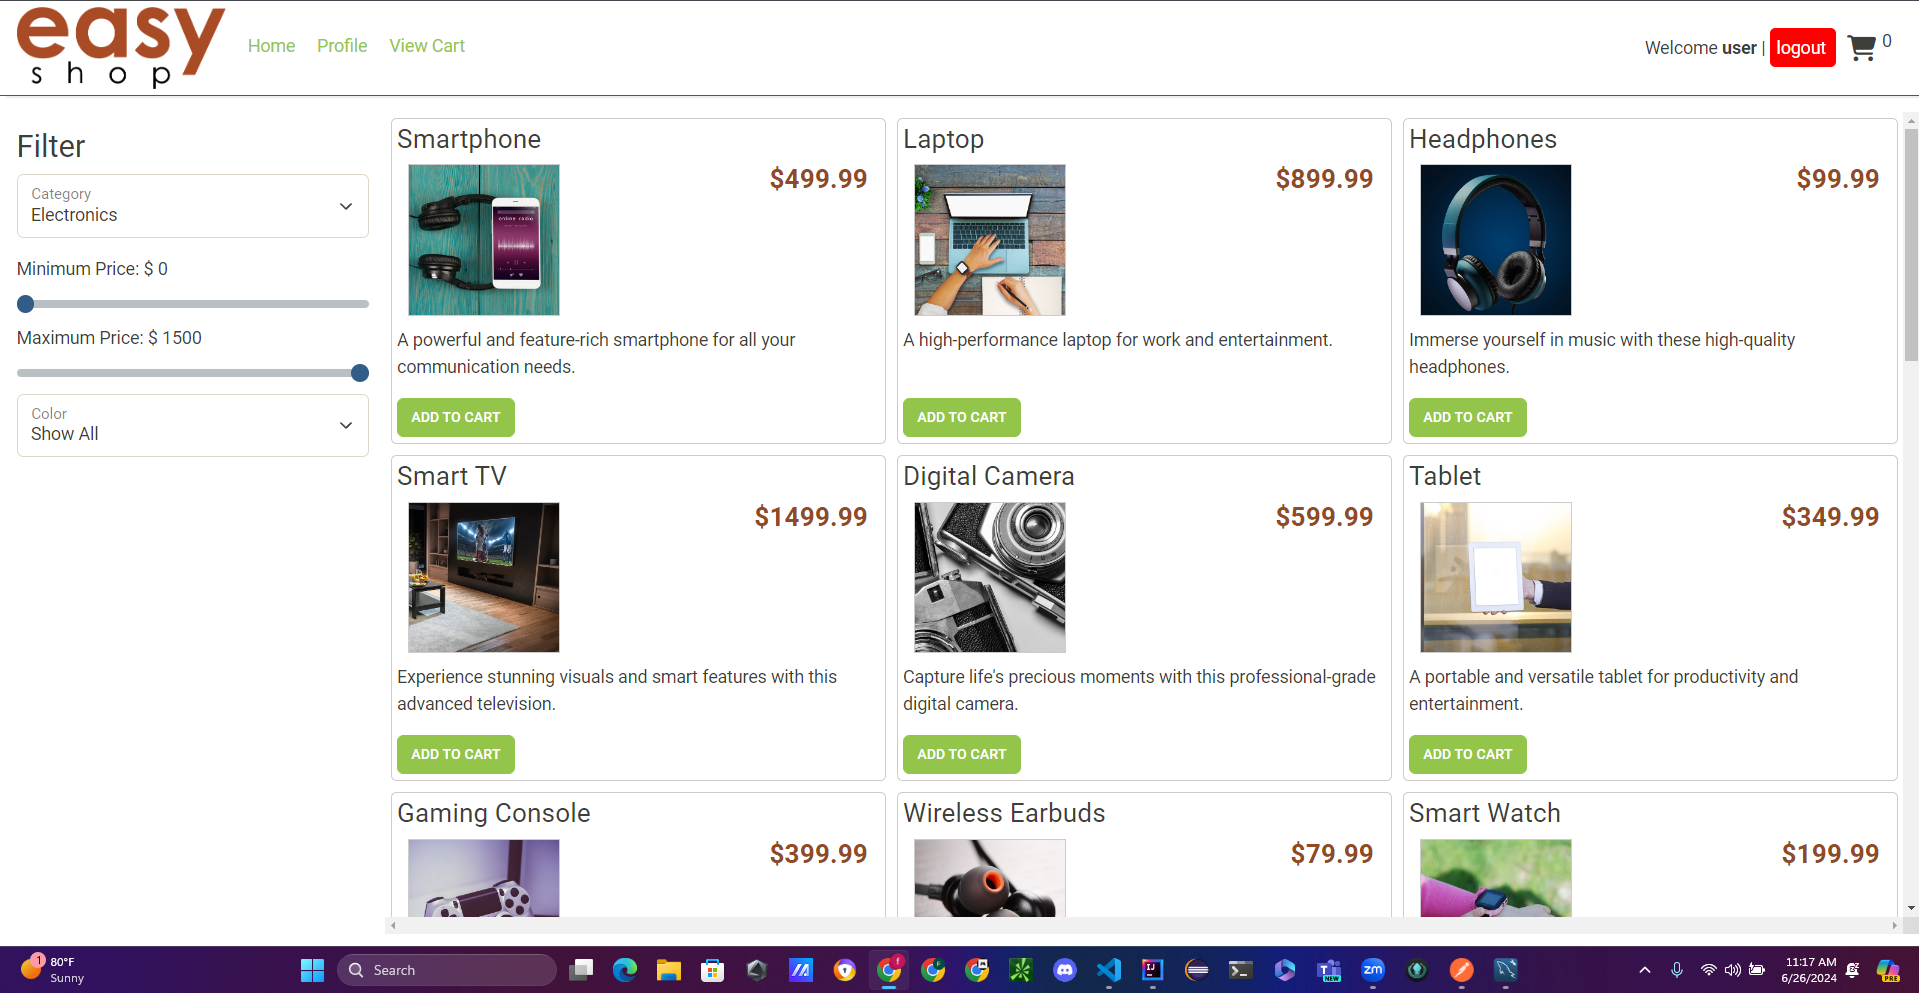 easy
shop
Home Profile View Cart
Welcome user | logout 0
Filter
Category
Electronics
Minimum Price: $ 0
Maximum Price: $ 1500
Color
Show All
Smartphone
$499.99
online radio
A powerful and feature-rich smartphone for all your
communication needs.
ADD TO CART
Laptop
$899.99
A high-performance laptop for work and entertainment.
ADD TO CART
Headphones
$99.99
Immerse yourself in music with these high-quality
headphones.
ADD TO CART
Smart TV
$1499.99
Experience stunning visuals and smart features with this
advanced television.
ADD TO CART
Digital Camera
$599.99
Capture life's precious moments with this professional-grade
digital camera.
ADD TO CART
Tablet
$349.99
A portable and versatile tablet for productivity and
entertainment.
ADD TO CART
Gaming Console
$399.99
Wireless Earbuds
$79.99
Smart Watch
$199.99
1
80°F
Sunny
Search
IJ
T
NEW
zm
11:17 AM
6/26/2024
PRE